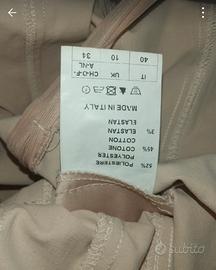 52% POLIESTERE
POLYESTER
45% COTONE
COTTON
3% ELASTAN
ELASTAN
MADE IN ITALY
IT UK CH-D-F-
A-NL
40 10 34
Subito